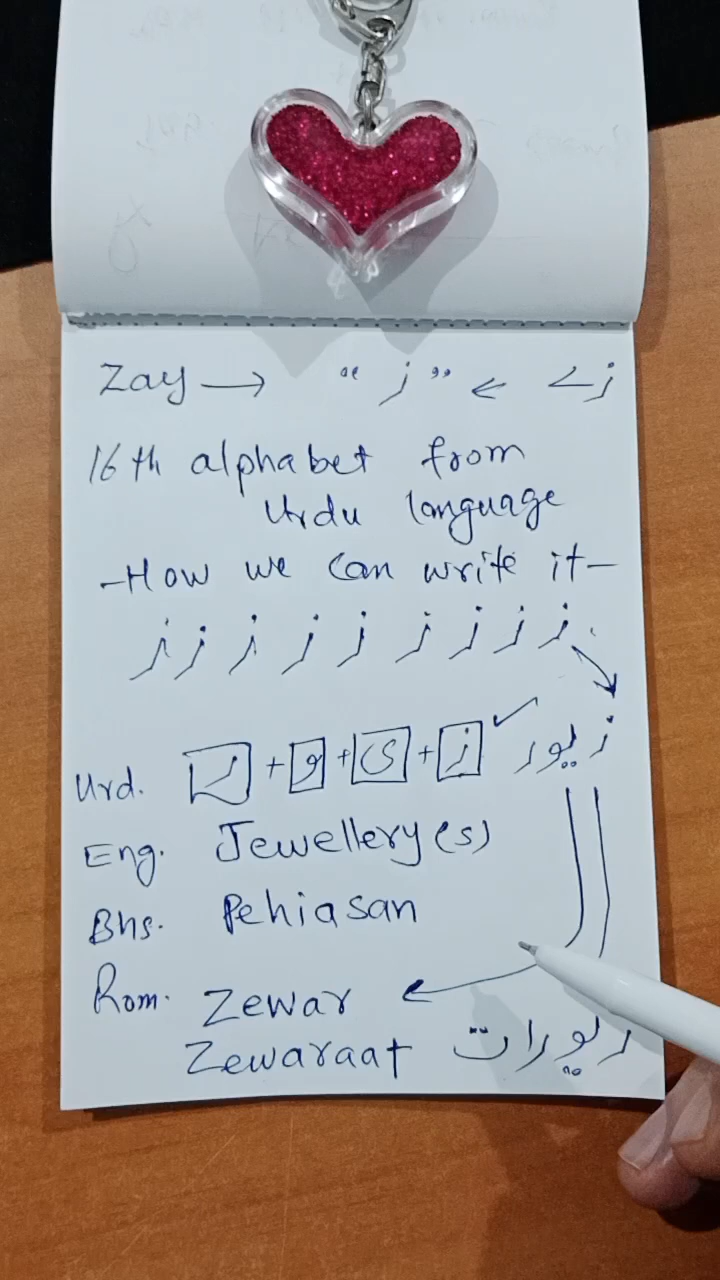 Zay → “ ز ” ← زے
16th alphabet from
Urdu language
-How we can write it-
ز ز ز ز ز ز ز ز ز
Urd. ر + و + ی + ز ✓ زیور
Eng. Jewellery(s)
Bhs. Pehiasan
Rom. Zewar
Zewaraat زیورات